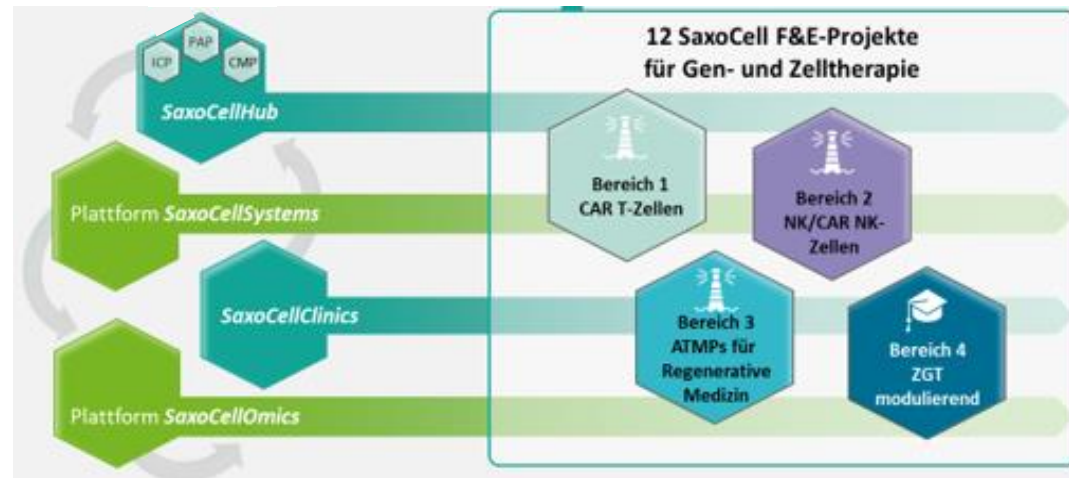 12 SaxoCell F&E-Projekte
für Gen- und Zelltherapie
ICP
PAP
CMP
SaxoCellHub
Plattform SaxoCellSystems
SaxoCellClinics
Plattform SaxoCellOmics
Bereich 1
CAR T-Zellen
Bereich 2
NK/CAR NK-
Zellen
Bereich 3
ATMPs für
Regenerative
Medizin
Bereich 4
ZGT
modulierend